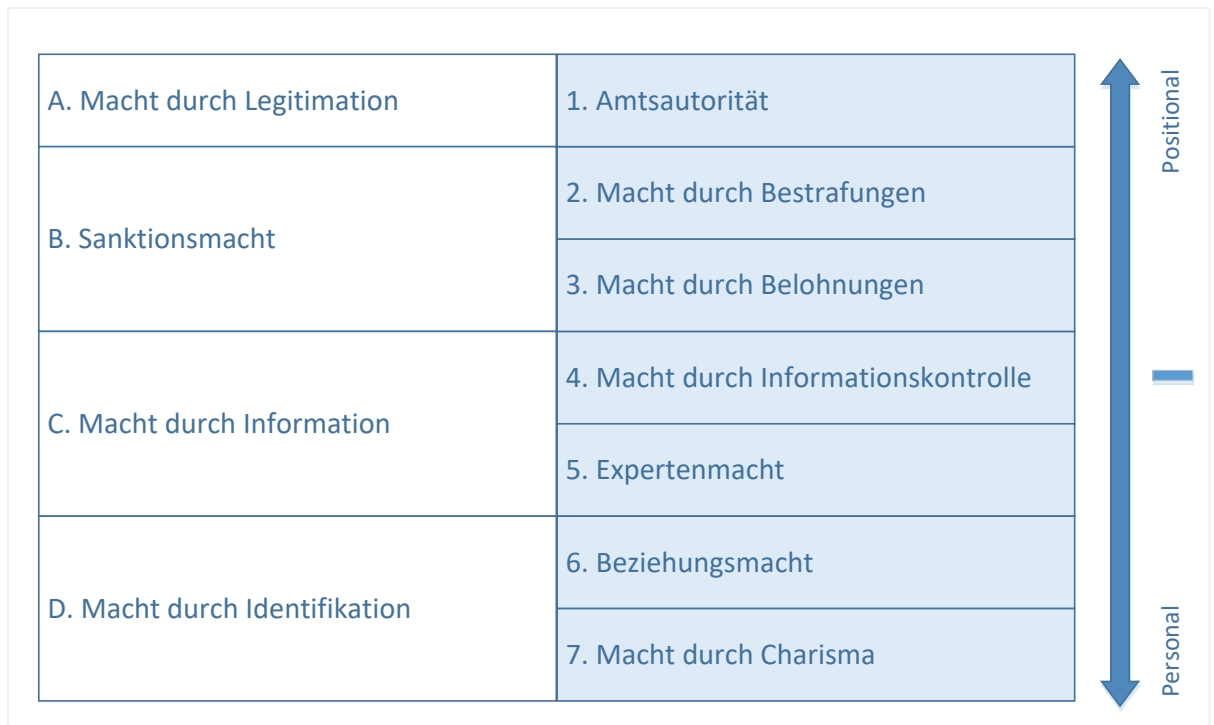 A. Macht durch Legitimation
1. Amtsautorität
B. Sanktionsmacht
2. Macht durch Bestrafungen
3. Macht durch Belohnungen
C. Macht durch Information
4. Macht durch Informationskontrolle
5. Expertenmacht
D. Macht durch Identifikation
6. Beziehungsmacht
7. Macht durch Charisma
Positional
Personal